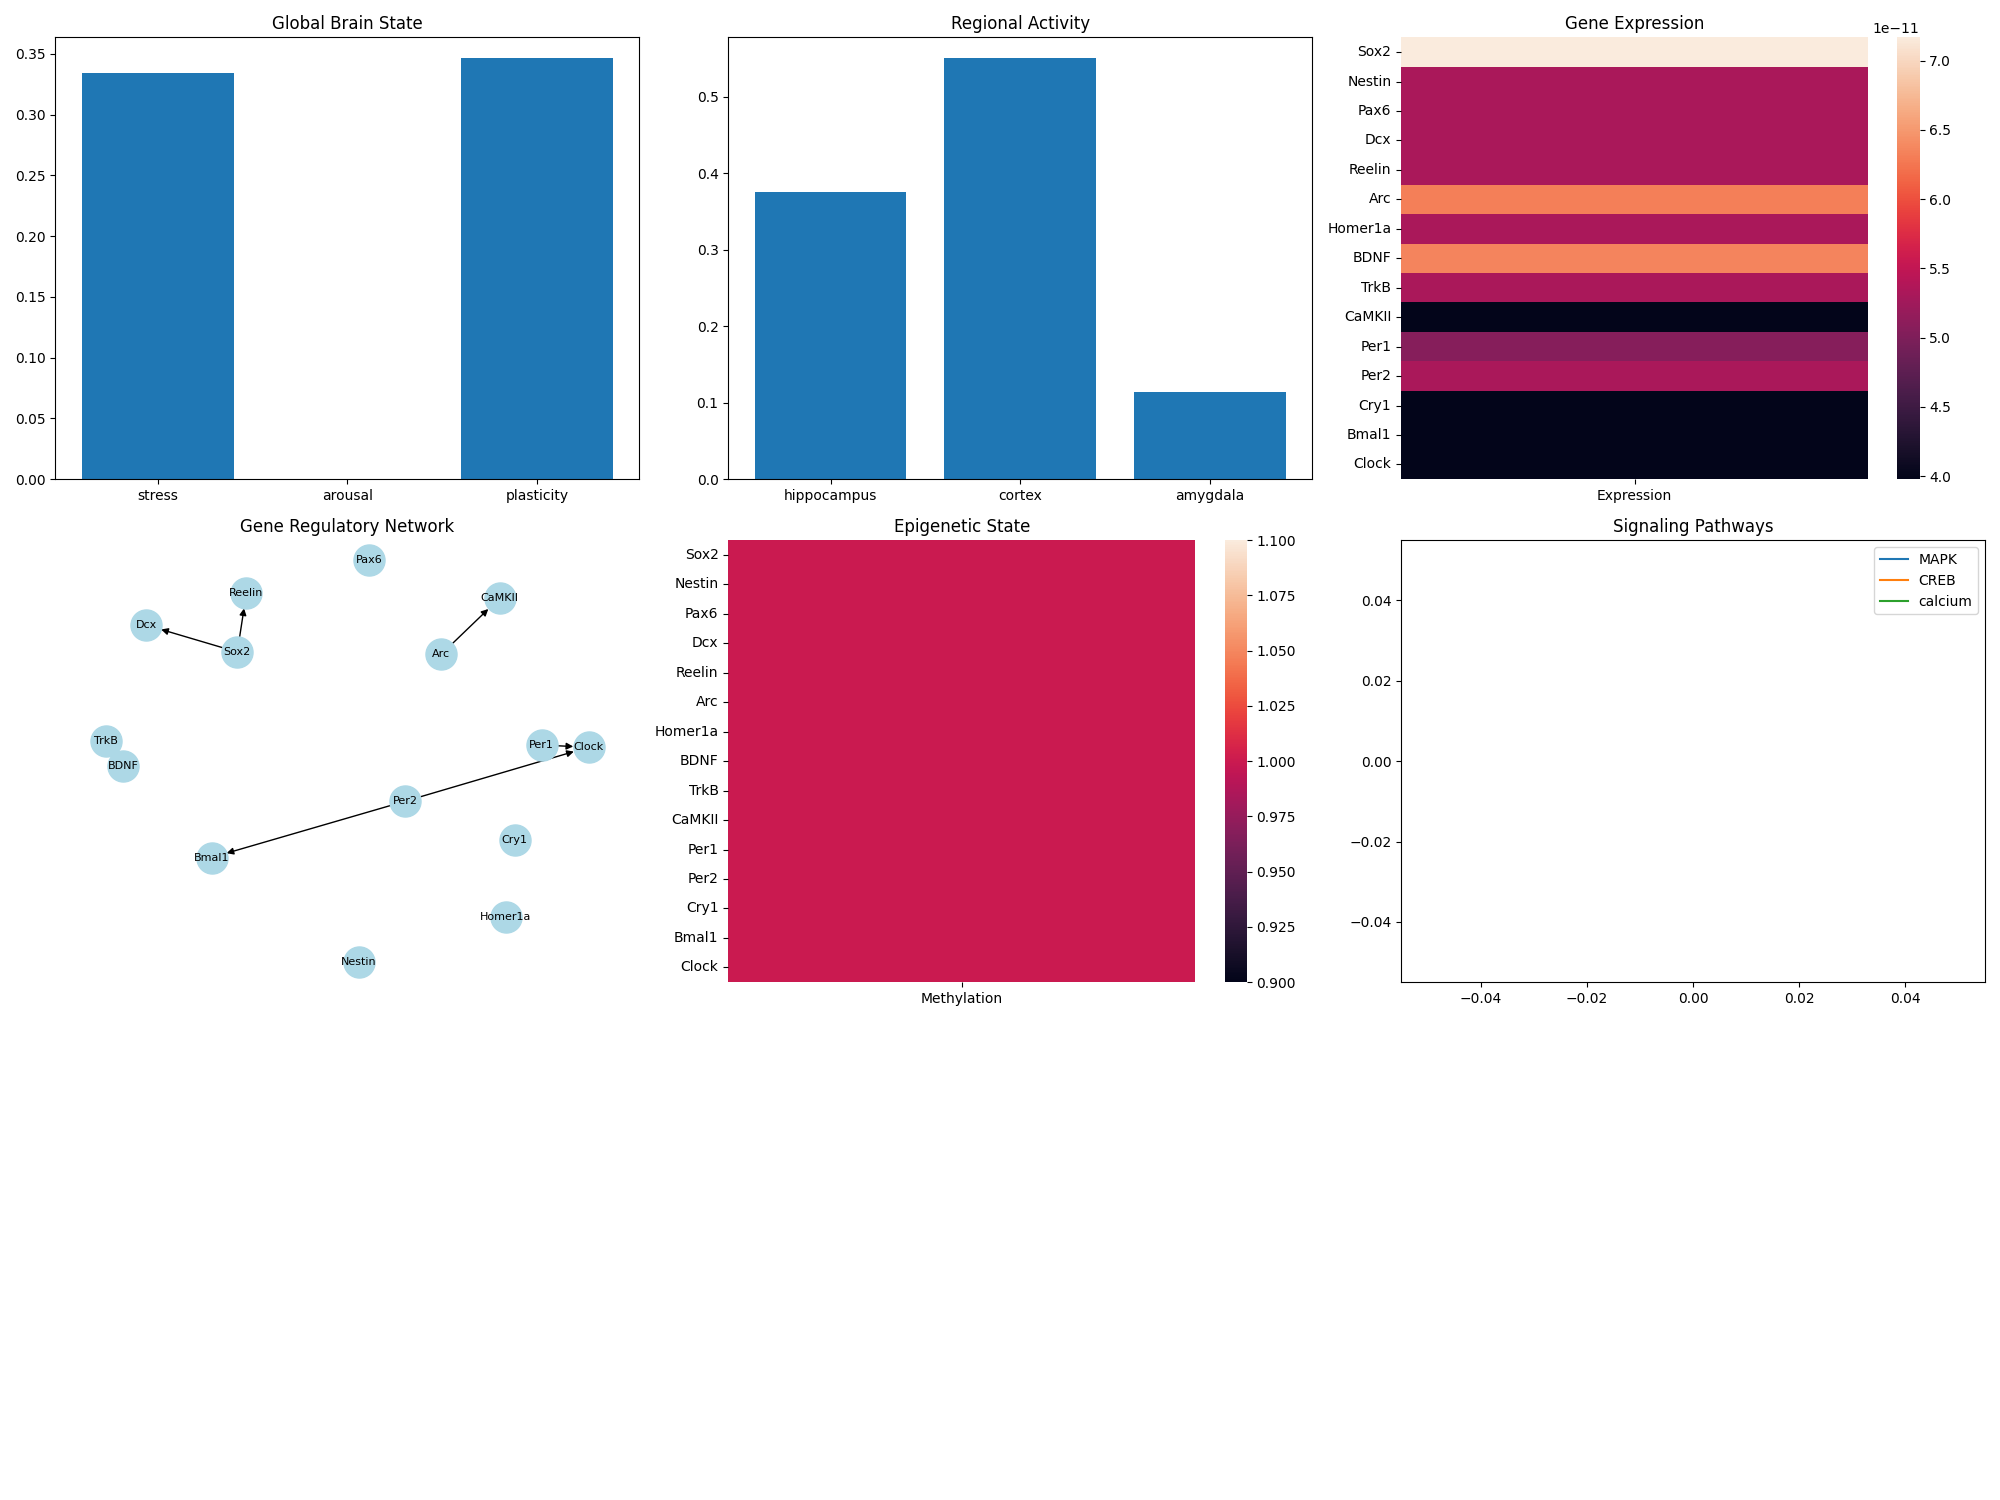 Global Brain State
0.35
0.30
0.25
0.20
0.15
0.10
0.05
0.00
stress arousal plasticity
Regional Activity
0.5
0.4
0.3
0.2
0.1
0.0
hippocampus cortex amygdala
Gene Expression
1e−11
Sox2
Nestin
Pax6
Dcx
Reelin
Arc
Homer1a
BDNF
TrkB
CaMKII
Per1
Per2
Cry1
Bmal1
Clock
Expression
7.0
6.5
6.0
5.5
5.0
4.5
4.0
Gene Regulatory Network
Pax6
Reelin
CaMKII
Dcx
Sox2
Arc
TrkB
BDNF
Per1
Clock
Per2
Cry1
Bmal1
Homer1a
Nestin
Epigenetic State
Sox2
Nestin
Pax6
Dcx
Reelin
Arc
Homer1a
BDNF
TrkB
CaMKII
Per1
Per2
Cry1
Bmal1
Clock
Methylation
1.100
1.075
1.050
1.025
1.000
0.975
0.950
0.925
0.900
Signaling Pathways
MAPK
CREB
calcium
0.04
0.02
0.00
−0.02
−0.04
−0.04 −0.02 0.00 0.02 0.04